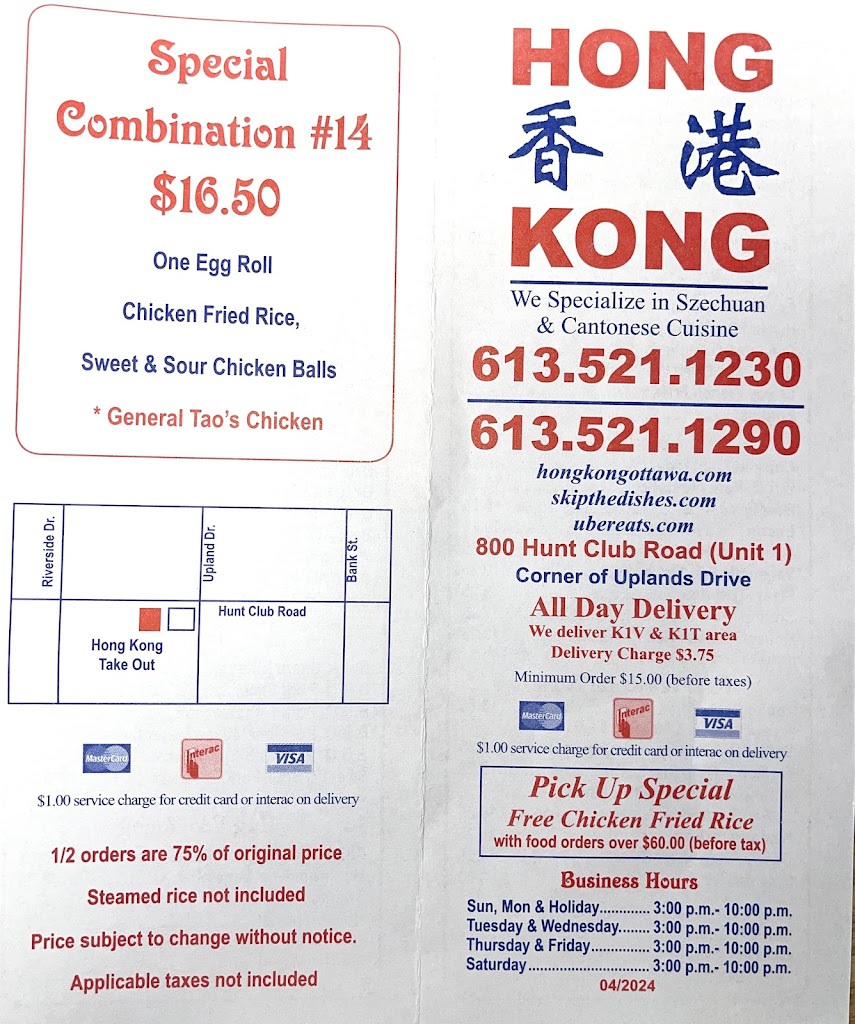 Special
Combination #14
$16.50
One Egg Roll
Chicken Fried Rice,
Sweet & Sour Chicken Balls
* General Tao's Chicken
Riverside Dr.
Upland Dr.
Bank St.
Hunt Club Road
Hong Kong
Take Out
MasterCard
Interac
VISA
$1.00 service charge for credit card or interac on delivery
1/2 orders are 75% of original price
Steamed rice not included
Price subject to change without notice.
Applicable taxes not included
HONG
香 港
KONG
We Specialize in Szechuan
& Cantonese Cuisine
613.521.1230
613.521.1290
hongkongottawa.com
skipthedishes.com
ubereats.com
800 Hunt Club Road (Unit 1)
Corner of Uplands Drive
All Day Delivery
We deliver K1V & K1T area
Delivery Charge $3.75
Minimum Order $15.00 (before taxes)
MasterCard
Interac
VISA
$1.00 service charge for credit card or interac on delivery
Pick Up Special
Free Chicken Fried Rice
with food orders over $60.00 (before tax)
Business Hours
Sun, Mon & Holiday............. 3:00 p.m.- 10:00 p.m.
Tuesday & Wednesday........ 3:00 p.m.- 10:00 p.m.
Thursday & Friday............... 3:00 p.m.- 10:00 p.m.
Saturday............................... 3:00 p.m.- 10:00 p.m.
04/2024